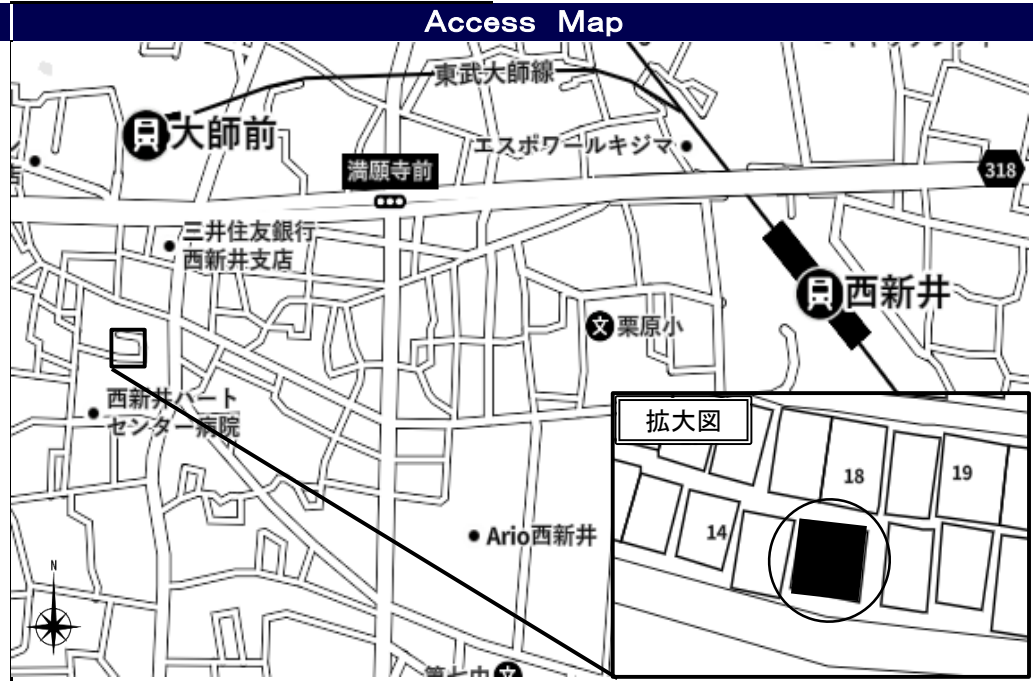 Access Map
東武大師線
大師前
エスポワールキジマ
満願寺前
318
三井住友銀行
西新井支店
西新井
栗原小
西新井ハート
センター病院
拡大図
18
19
14
Ario西新井
N
第七中